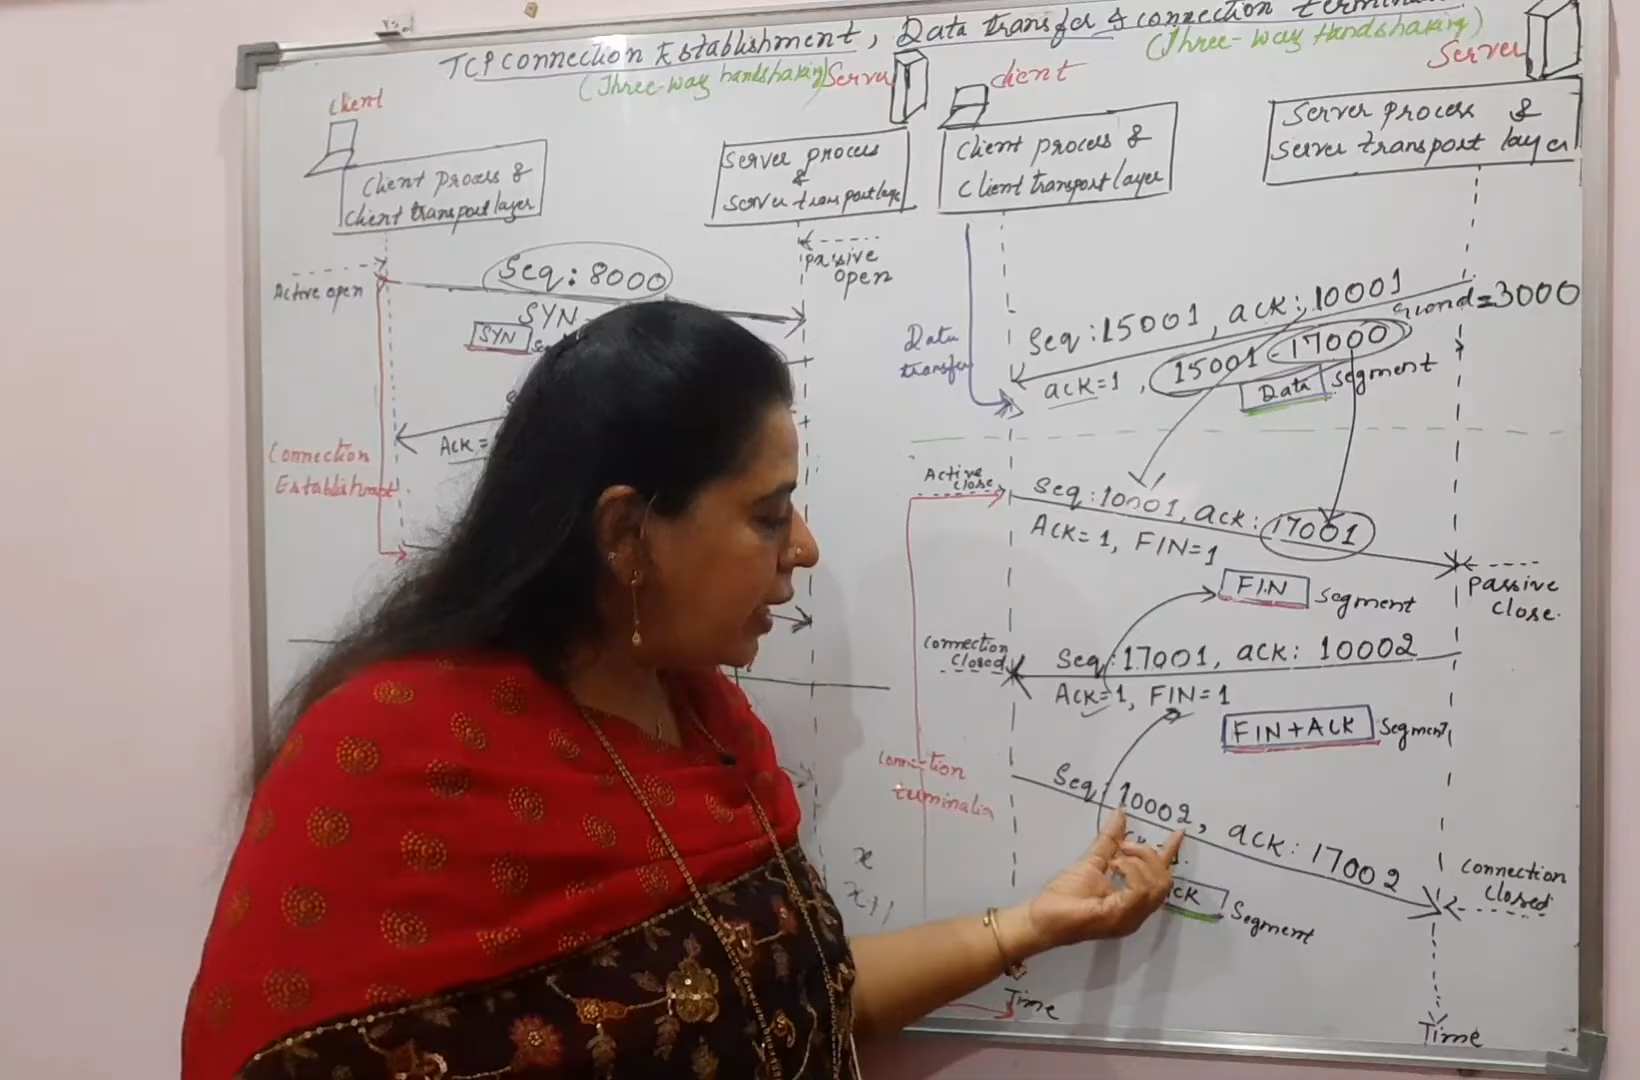 TCP Connection Establishment, Data transfer & connection termin
(Three-way handshaking)
(Three-way Handshaking)
Client
Server
Client
Server
Client process &
Client transport layer
Server process
&
Server transport laye
Client process &
Client transport layer
Server process &
Server transport layer
Active open
passive
open
Seq: 8000
SYN
SYN
Ack =
Connection
Establishment.
Data
transfer
Seq: 15001, ack: 10001
rwnd = 3000
ack=1, 15001 - 17000
Data segment
Active
Close
Seq: 10001, ack: 17001
Ack= 1, FIN=1
FIN segment
passive
close.
Connection
Closed
Seq: 17001, ack: 10002
Ack=1, FIN=1
FIN+ACK segment
Connection
termination
Seq: 10002, ack: 17002
CK Segment
connection
closed
x
x+1
Time
Time